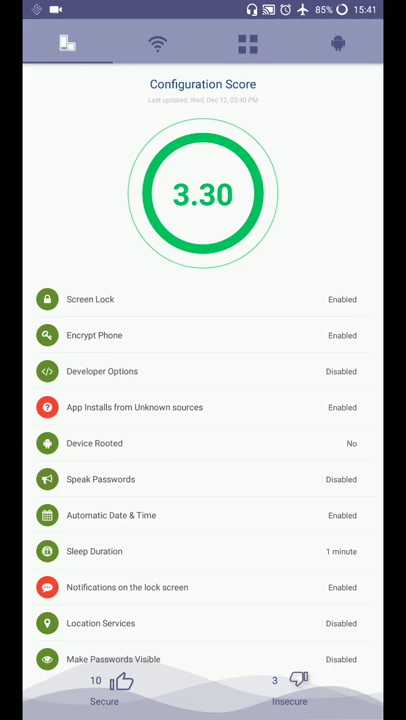 85% 15:41
Configuration Score
Last updated: Wed, Dec 12, 03:40 PM
3.30
Screen Lock Enabled
Encrypt Phone Enabled
Developer Options Disabled
App Installs from Unknown sources Enabled
Device Rooted No
Speak Passwords Disabled
Automatic Date & Time Enabled
Sleep Duration 1 minute
Notifications on the lock screen Enabled
Location Services Disabled
Make Passwords Visible Disabled
10 3
Secure Insecure